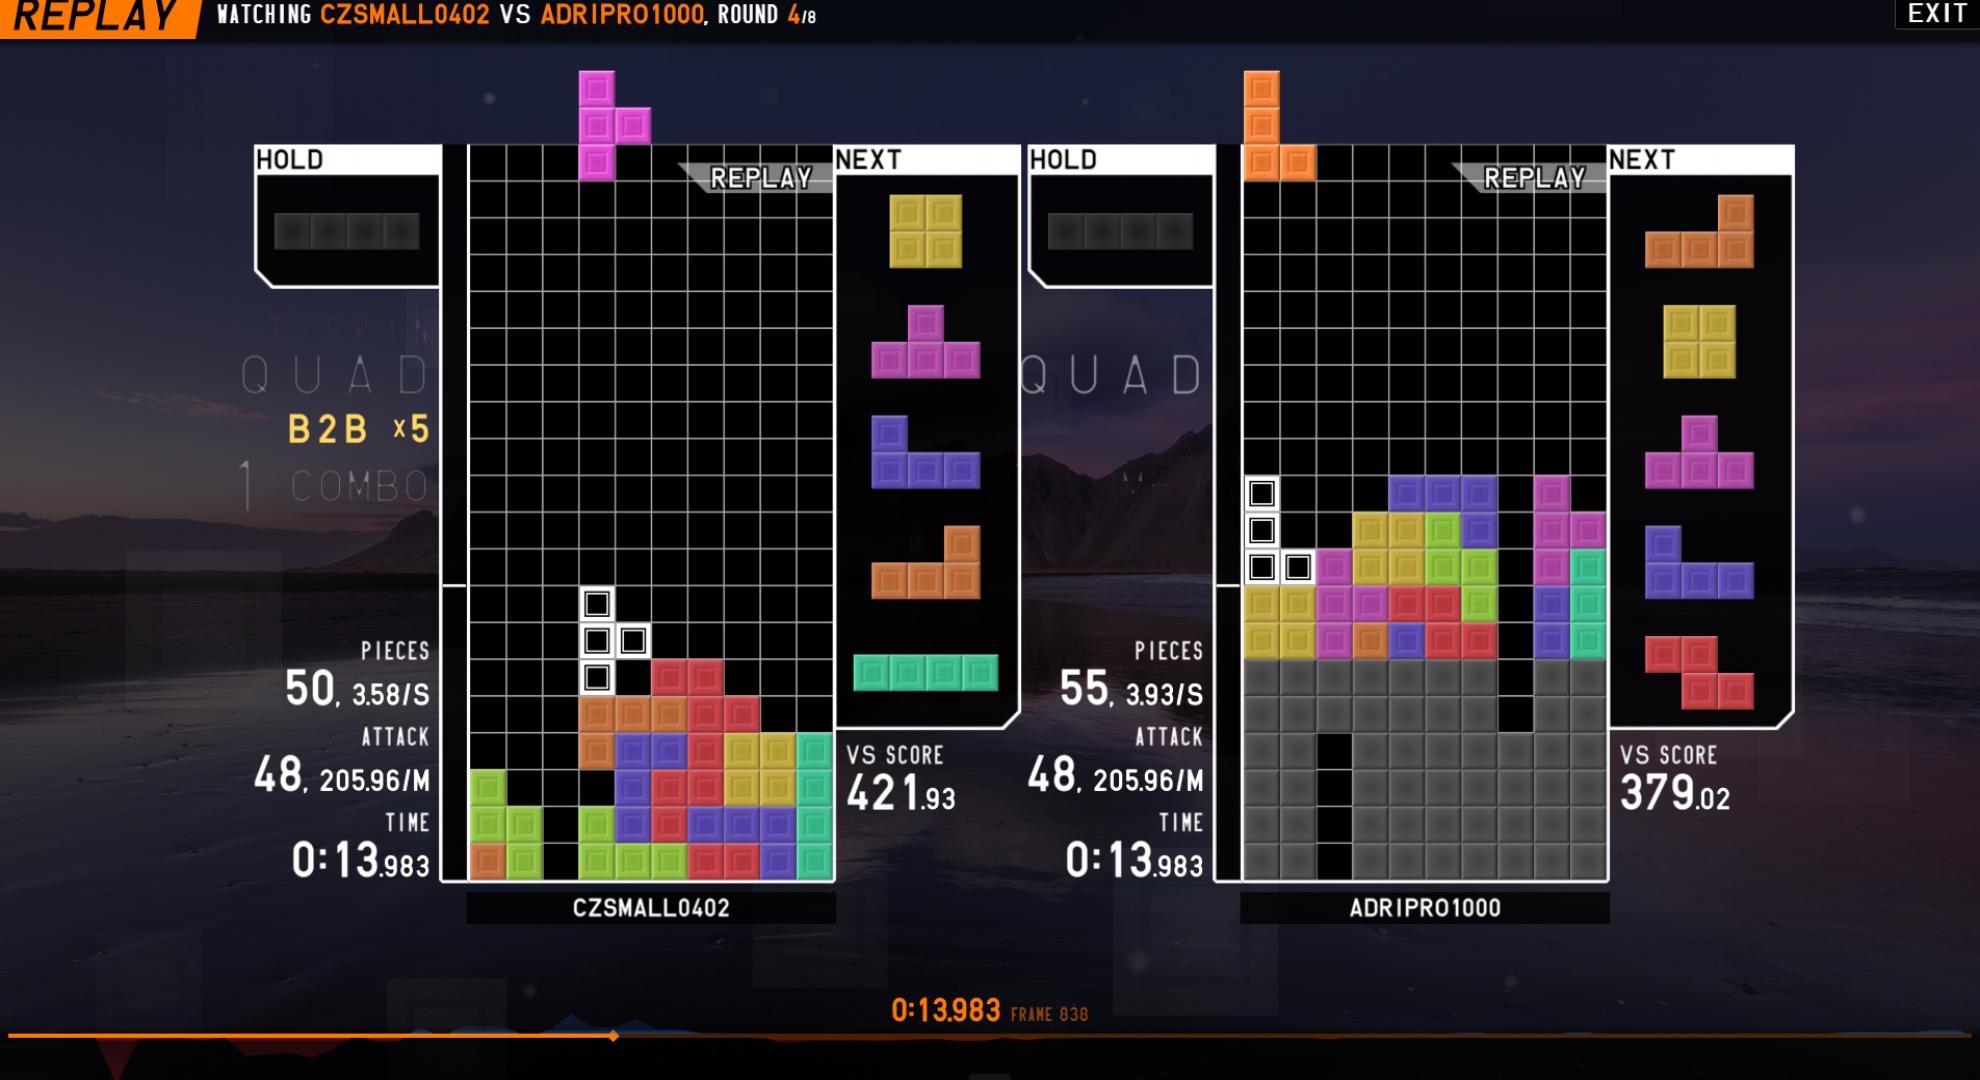 REPLAY WATCHING CZSMALL0402 VS ADRIPRO1000, ROUND 4/8 EXIT
HOLD
REPLAY
NEXT
T-SPIN
QUAD
B2B x5
1 COMBO
PIECES
50, 3.58/S
ATTACK
48, 205.96/M
TIME
0:13.983
VS SCORE
421.93
CZSMALL0402
HOLD
REPLAY
NEXT
QUAD
PIECES
55, 3.93/S
ATTACK
48, 205.96/M
TIME
0:13.983
VS SCORE
379.02
ADRIPRO1000
0:13.983 FRAME 838